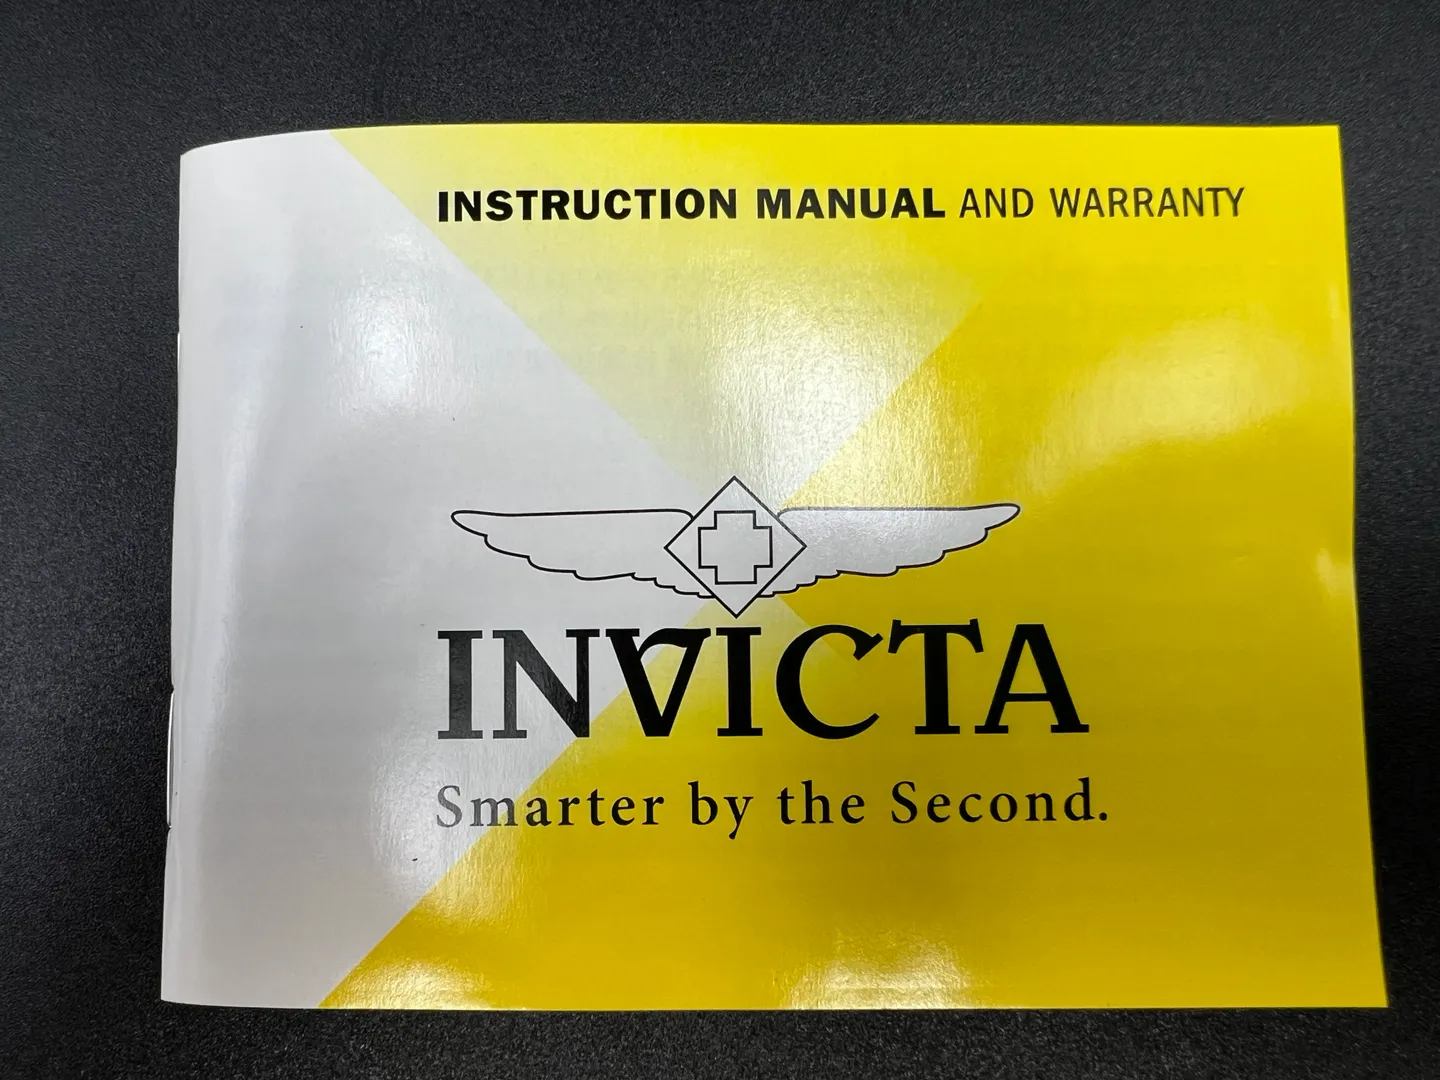 INSTRUCTION MANUAL AND WARRANTY
INVICTA
Smarter by the Second.